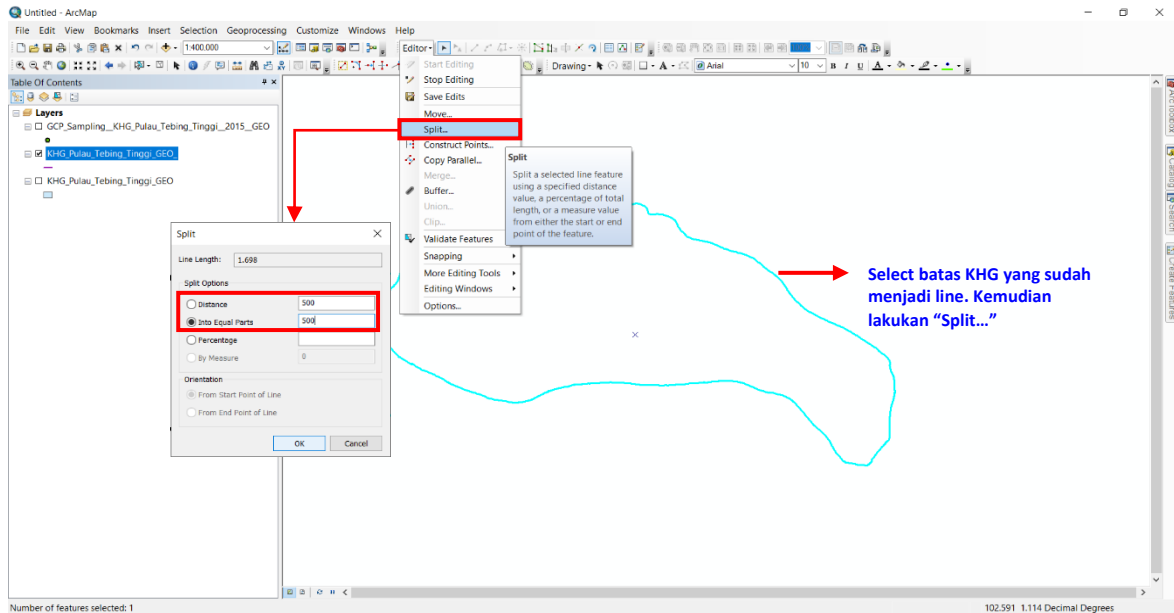 Untitled - ArcMap
File Edit View Bookmarks Insert Selection Geoprocessing Customize Windows Help
1:400.000
Editor
Drawing
Arial
10
B I U A
Table Of Contents
Layers
GCP_Sampling__KHG_Pulau_Tebing_Tinggi__2015__GEO
KHG_Pulau_Tebing_Tinggi_GEO_
KHG_Pulau_Tebing_Tinggi_GEO
Start Editing
Stop Editing
Save Edits
Move...
Split...
Construct Points...
Copy Parallel...
Merge...
Buffer...
Union...
Clip...
Validate Features
Snapping
More Editing Tools
Editing Windows
Options...
Split
Split a selected line feature
using a specified distance
value, a percentage of total
length, or a measure value
from either the start or end
point of the feature.
Split
Line Length: 1.698
Split Options
Distance 500
Into Equal Parts 500
Percentage
By Measure 0
Orientation
From Start Point of Line
From End Point of Line
OK Cancel
Select batas KHG yang sudah
menjadi line. Kemudian
lakukan “Split…”
ArcToolbox
Catalog
Search
Create Features
Number of features selected: 1
102.591 1.114 Decimal Degrees